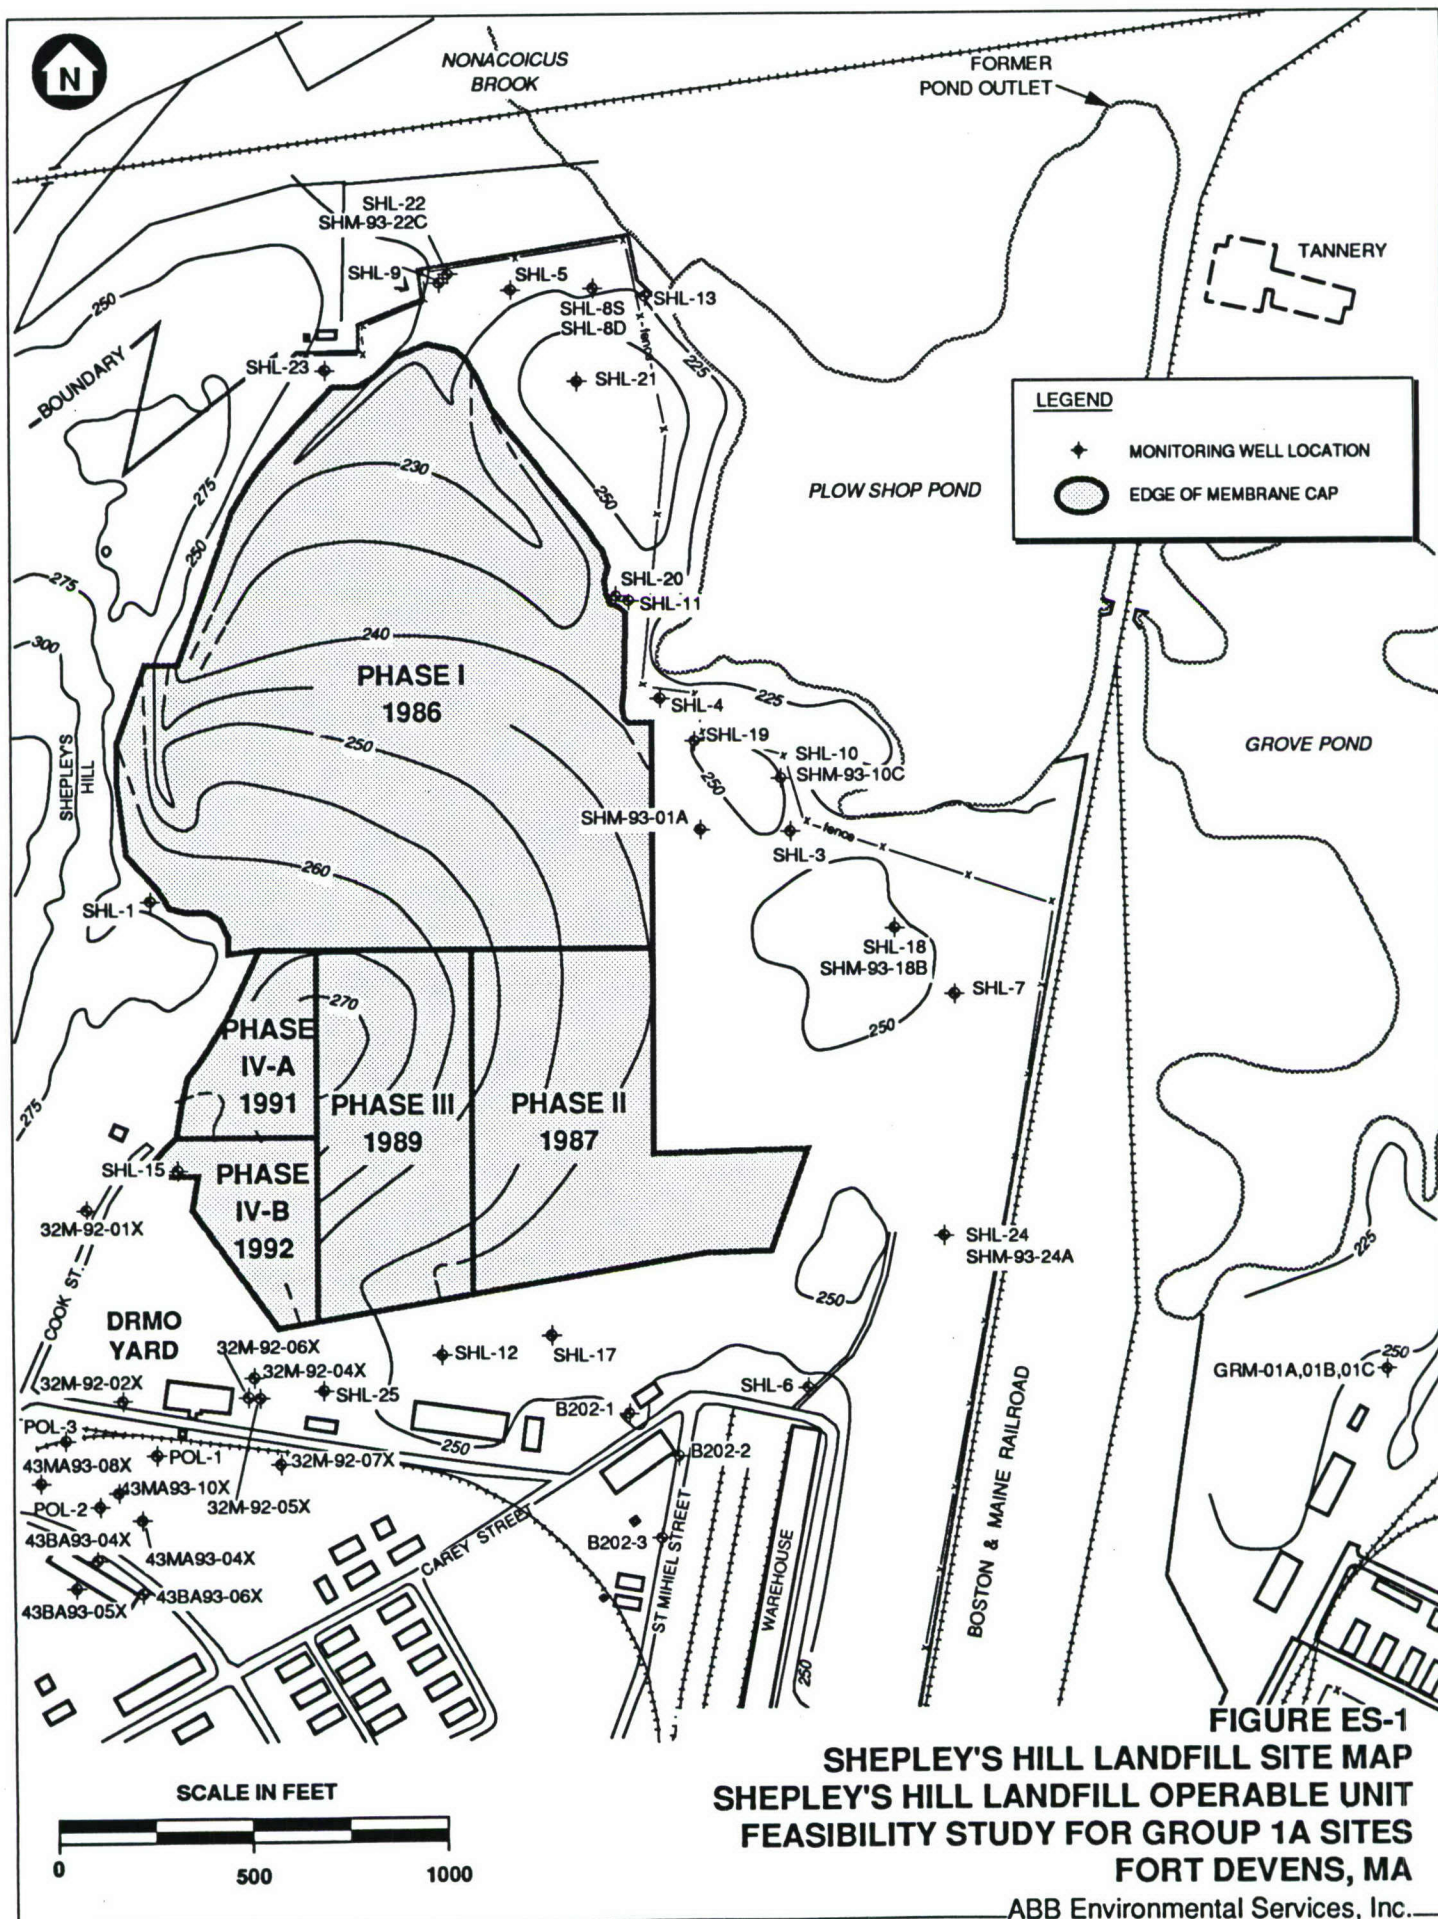 N
NONACOICUS
BROOK
FORMER
POND OUTLET
SHL-22
SHM-93-22C
SHL-9
SHL-5
SHL-8S
SHL-8D
SHL-13
fence
TANNERY
250
BOUNDARY
SHL-23
SHL-21
225
LEGEND
MONITORING WELL LOCATION
EDGE OF MEMBRANE CAP
275
230
250
PLOW SHOP POND
250
275
SHL-20
SHL-11
300
240
PHASE I
1986
SHL-4
225
SHL-19
250
SHEPLEY'S
HILL
SHL-10
SHM-93-10C
250
GROVE POND
SHM-93-01A
fence
SHL-3
260
SHL-1
SHL-18
SHM-93-18B
SHL-7
270
250
PHASE
IV-A
1991
PHASE III
1989
PHASE II
1987
275
SHL-15
PHASE
IV-B
1992
32M-92-01X
SHL-24
SHM-93-24A
225
250
COOK ST.
DRMO
YARD
32M-92-06X
32M-92-04X
SHL-12
SHL-17
250
GRM-01A,01B,01C
32M-92-02X
SHL-25
SHL-6
B202-1
POL-3
250
B202-2
POL-1
32M-92-07X
43MA93-08X
43MA93-10X
32M-92-05X
POL-2
43BA93-04X
43MA93-04X
CAREY STREET
B202-3
ST MIHIEL STREET
WAREHOUSE
BOSTON & MAINE RAILROAD
43BA93-05X
43BA93-06X
250
FIGURE ES-1
SHEPLEY'S HILL LANDFILL SITE MAP
SHEPLEY'S HILL LANDFILL OPERABLE UNIT
FEASIBILITY STUDY FOR GROUP 1A SITES
FORT DEVENS, MA
ABB Environmental Services, Inc.
SCALE IN FEET
0
500
1000